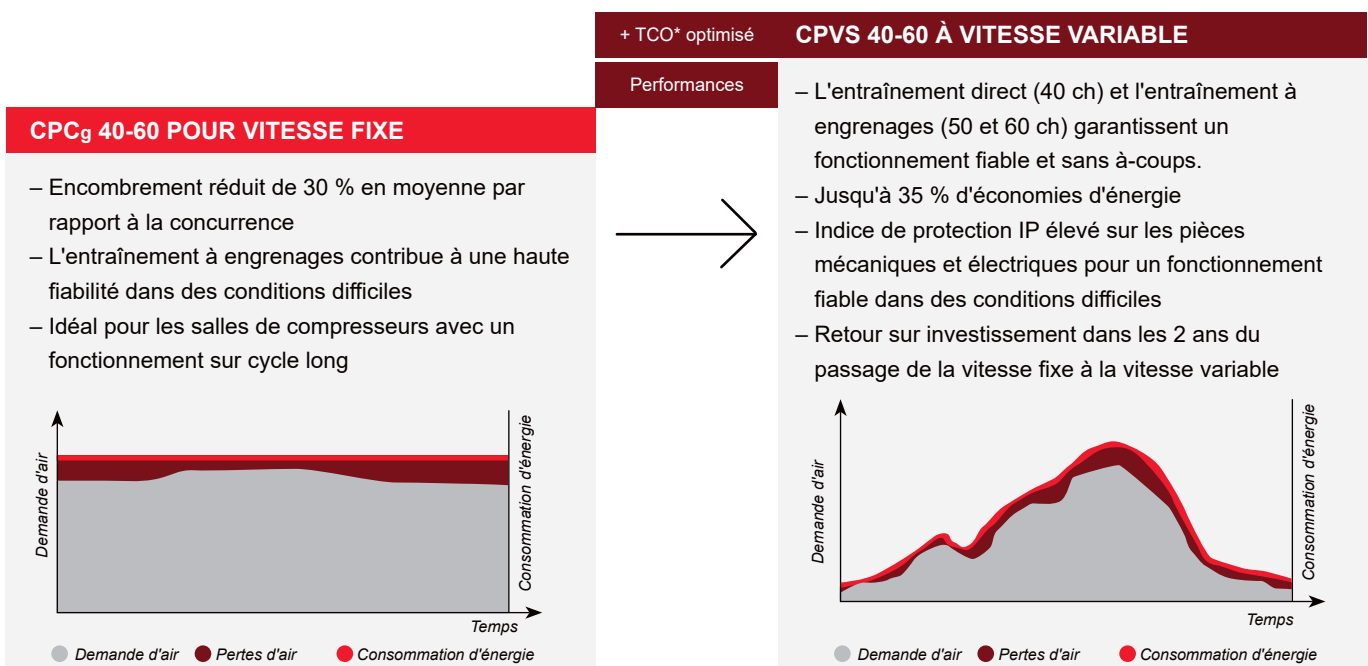 CPCg 40-60 POUR VITESSE FIXE
– Encombrement réduit de 30 % en moyenne par
rapport à la concurrence
– L'entraînement à engrenages contribue à une haute
fiabilité dans des conditions difficiles
– Idéal pour les salles de compresseurs avec un
fonctionnement sur cycle long
Demande d'air
Consommation d'énergie
Temps
Demande d'air
Pertes d'air
Consommation d'énergie
+ TCO* optimisé
Performances
CPVS 40-60 À VITESSE VARIABLE
– L'entraînement direct (40 ch) et l'entraînement à
engrenages (50 et 60 ch) garantissent un
fonctionnement fiable et sans à-coups.
– Jusqu'à 35 % d'économies d'énergie
– Indice de protection IP élevé sur les pièces
mécaniques et électriques pour un fonctionnement
fiable dans des conditions difficiles
– Retour sur investissement dans les 2 ans du
passage de la vitesse fixe à la vitesse variable
Demande d'air
Consommation d'énergie
Temps
Demande d'air
Pertes d'air
Consommation d'énergie